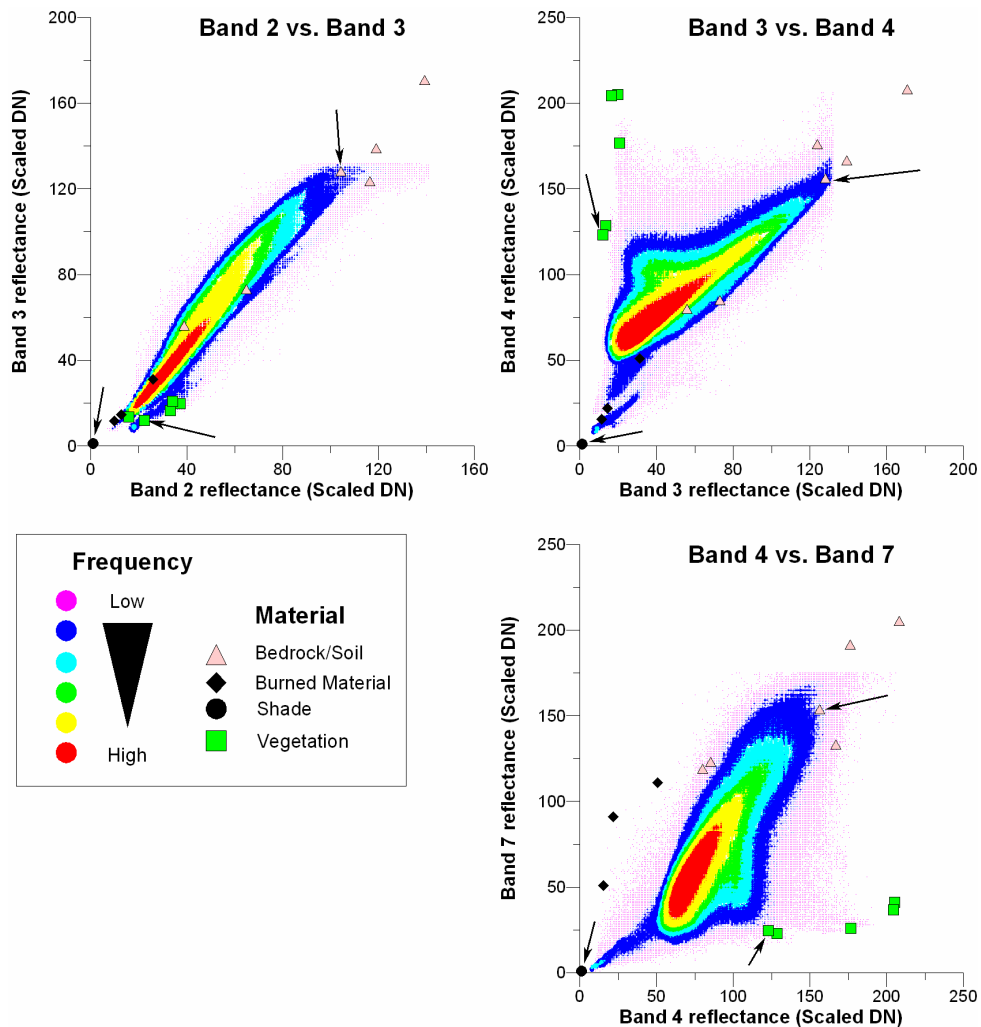 Band 2 vs. Band 3
200
160
120
80
40
0
0 40 80 120 160
Band 3 reflectance (Scaled DN)
Band 2 reflectance (Scaled DN)
Band 3 vs. Band 4
250
200
150
100
50
0
0 40 80 120 160 200
Band 4 reflectance (Scaled DN)
Band 3 reflectance (Scaled DN)
Frequency
Low
High
Material
Bedrock/Soil
Burned Material
Shade
Vegetation
Band 4 vs. Band 7
250
200
150
100
50
0
0 50 100 150 200 250
Band 7 reflectance (Scaled DN)
Band 4 reflectance (Scaled DN)